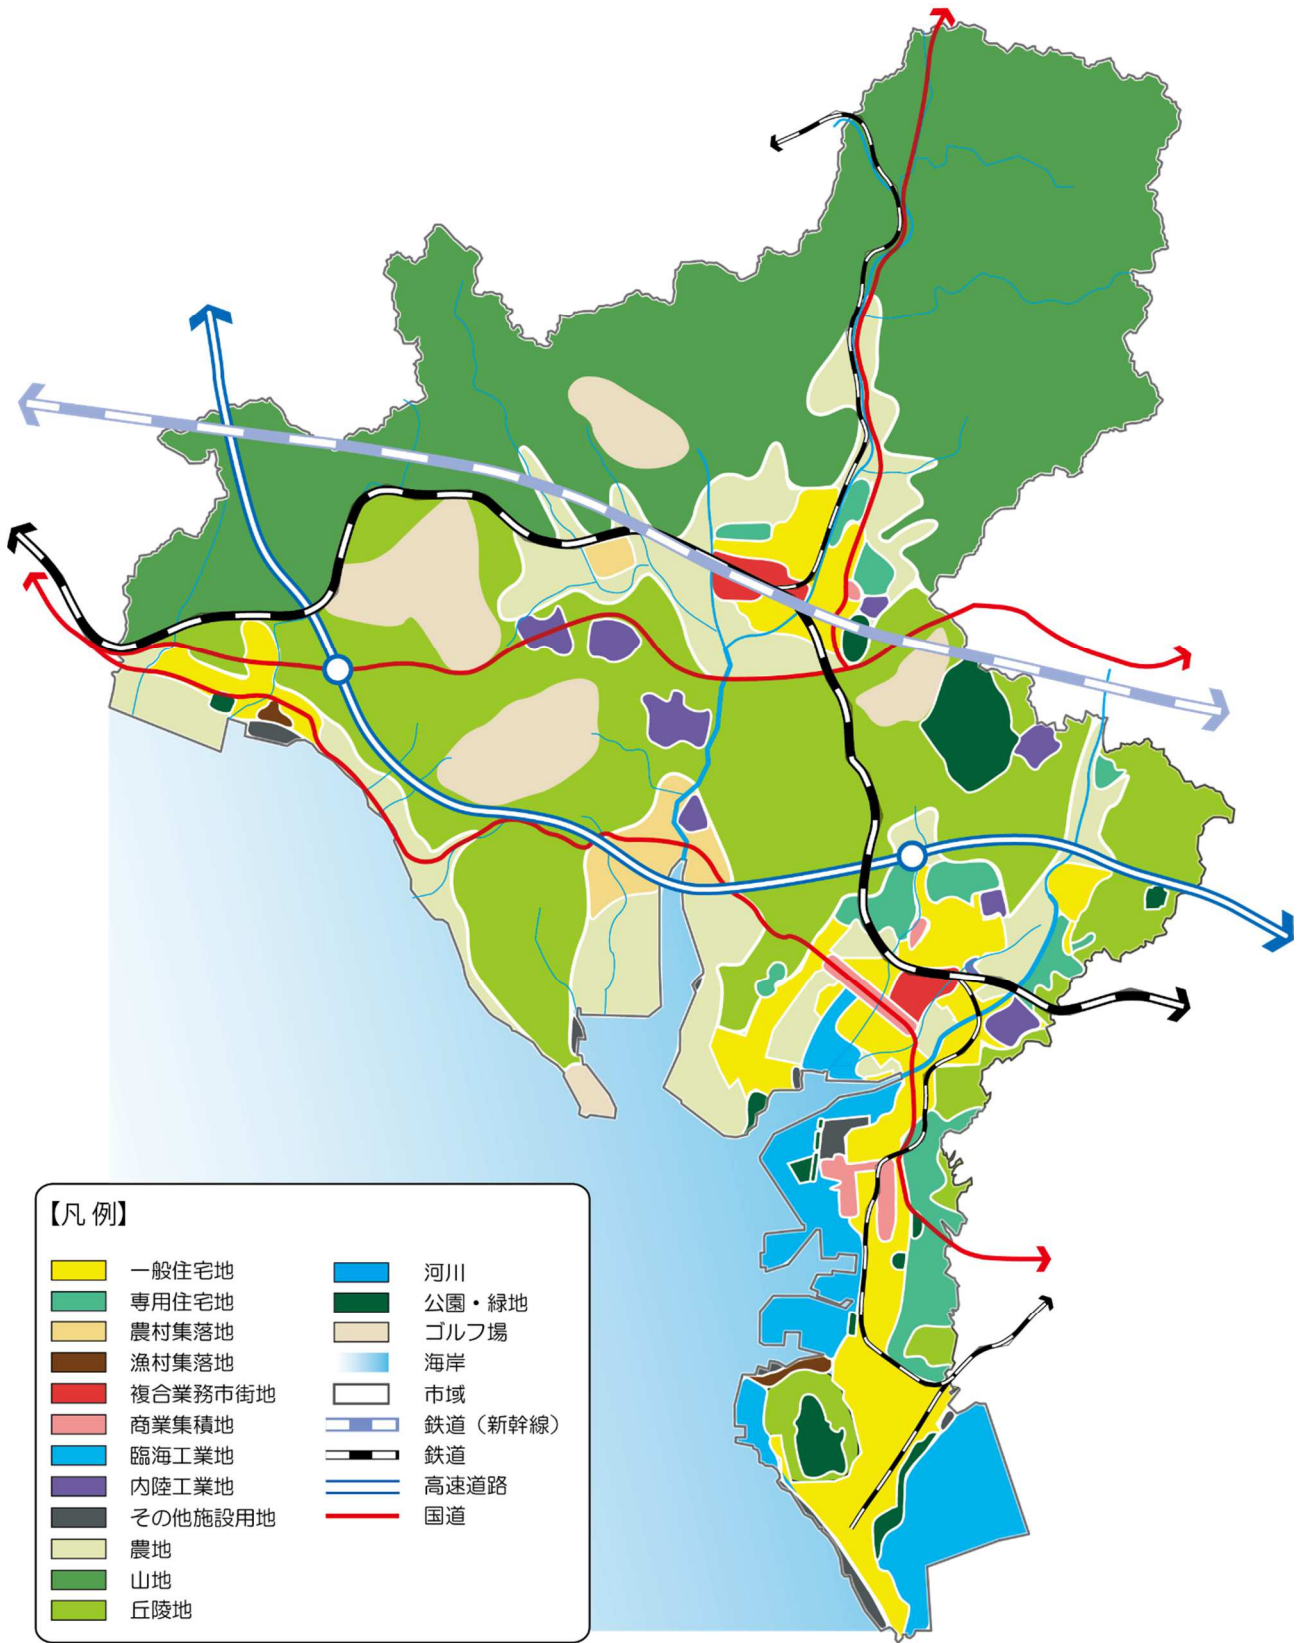 【凡 例】
一般住宅地
専用住宅地
農村集落地
漁村集落地
複合業務市街地
商業集積地
臨海工業地
内陸工業地
その他施設用地
農地
山地
丘陵地
河川
公園・緑地
ゴルフ場
海岸
市域
鉄道（新幹線）
鉄道
高速道路
国道